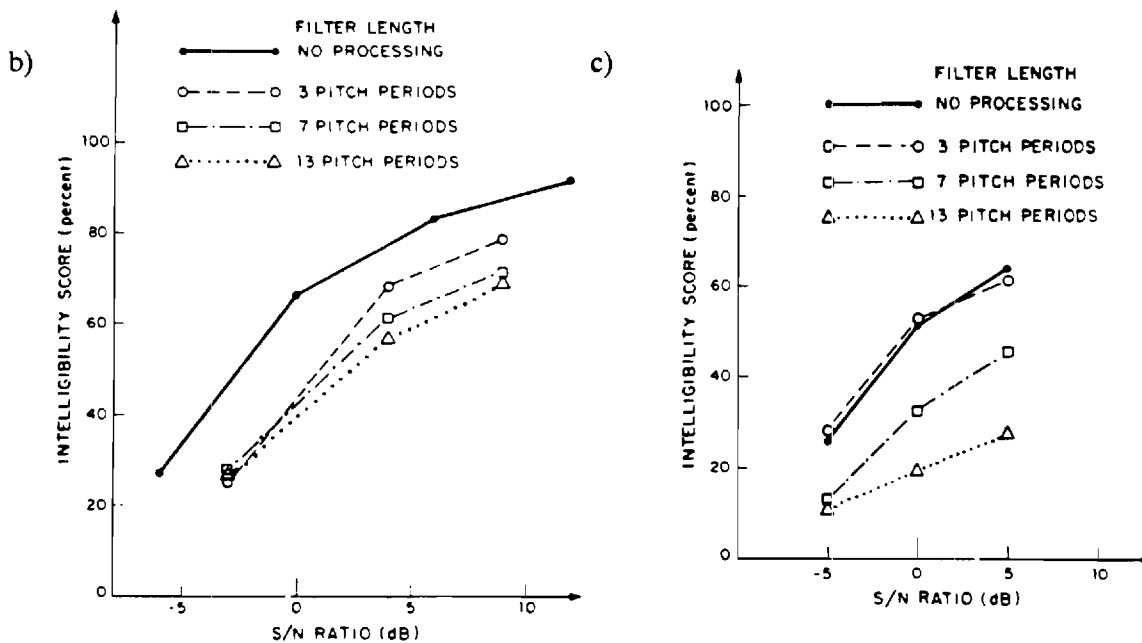 b)
FILTER LENGTH
NO PROCESSING
3 PITCH PERIODS
7 PITCH PERIODS
13 PITCH PERIODS
INTELLIGIBILITY SCORE (percent)
100
80
60
40
20
0
-5
0
5
10
S/N RATIO (dB)
c)
FILTER LENGTH
NO PROCESSING
3 PITCH PERIODS
7 PITCH PERIODS
13 PITCH PERIODS
INTELLIGIBILITY SCORE (percent)
100
80
60
40
20
0
-5
0
5
10
S/N RATIO (dB)